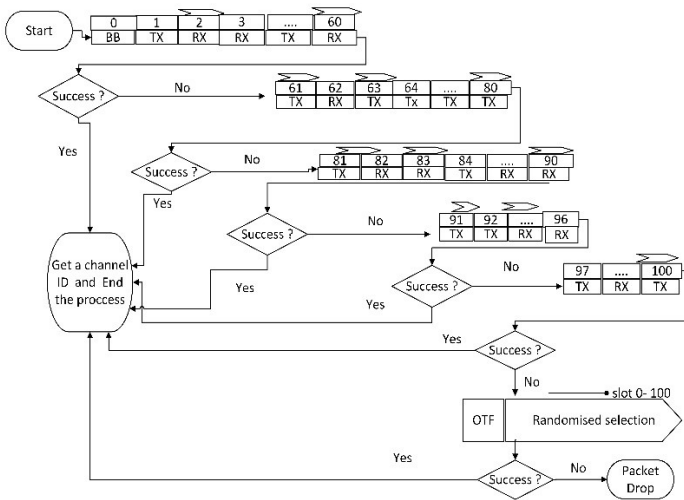 Start
0 1 2 3 .... 60
BB TX RX RX TX RX
Success ?
No
61 62 63 64 .... 80
TX RX TX Tx TX TX
Yes
Success ?
No
81 82 83 84 .... 90
TX RX RX TX RX RX
Yes
Success ?
No
91 92 .... 96
TX TX RX RX
Get a channel
ID and End
the proccess
Yes
Success ?
No
97 .... 100
TX RX TX
Yes
Yes
Success ?
No
slot 0- 100
OTF
Randomised selection
Yes
Success ?
No
Packet
Drop